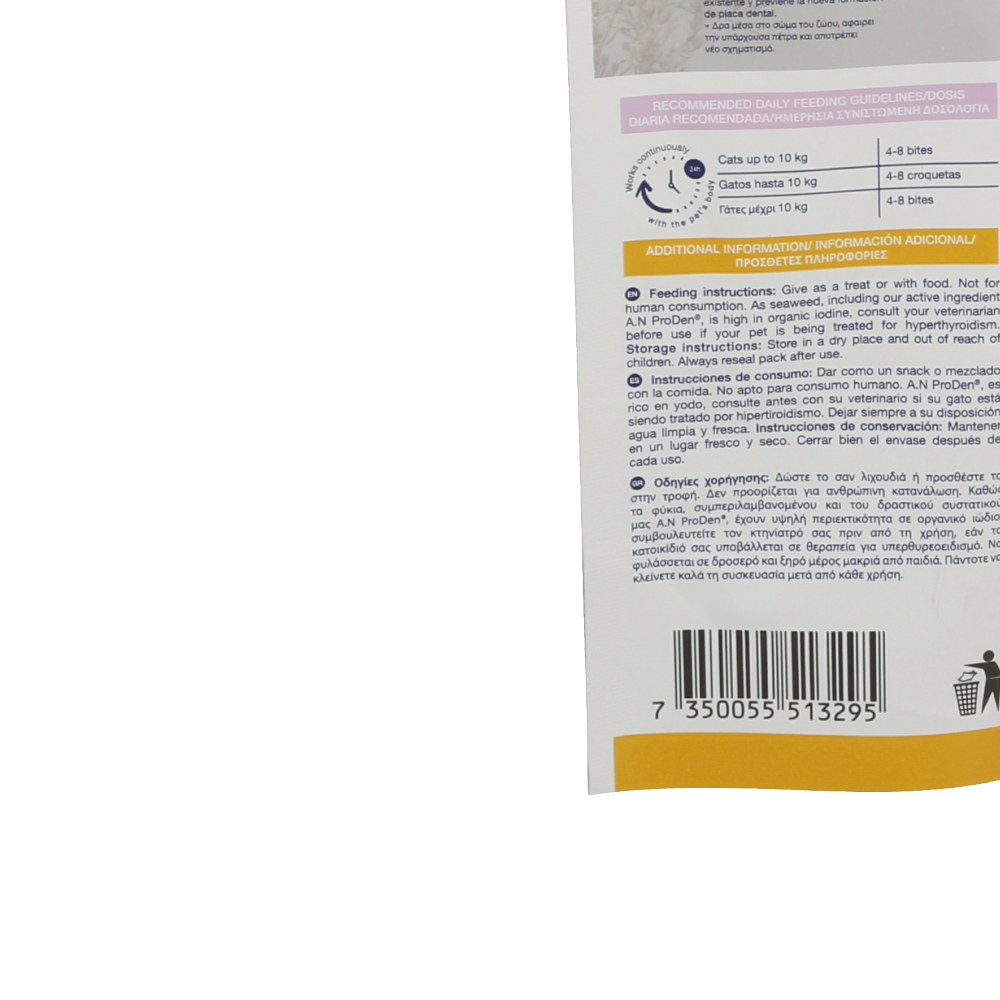 existente y previene la nueva
de placa dental.
» Δρα μέσα στο σώμα του ζώου, αφαιρεί
την υπάρχουσα πέτρα και αποτρέπει
νέο σχηματισμό.
RECOMMENDED DAILY FEEDING GUIDELINES/DOSIS
DIARIA RECOMENDADA/ΗΜΕΡΗΣΙΑ ΣΥΝΙΣΤΩΜΕΝΗ ΔΟΣΟΛΟΓΙΑ
Works continuously
24h
with the pet's body
Cats up to 10 kg 4-8 bites
Gatos hasta 10 kg 4-8 croquetas
Γάτες μέχρι 10 kg 4-8 bites
ADDITIONAL INFORMATION/ INFORMACIÓN ADICIONAL/
ΠΡΟΣΘΕΤΕΣ ΠΛΗΡΟΦΟΡΙΕΣ
EN Feeding instructions: Give as a treat or with food. Not for
human consumption. As seaweed, including our active ingredient
A.N ProDen®, is high in organic iodine, consult your veterinarian
before use if your pet is being treated for hyperthyroidism.
Storage instructions: Store in a dry place and out of reach of
children. Always reseal pack after use.
ES Instrucciones de consumo: Dar como un snack o mezclado
con la comida. No apto para consumo humano. A.N ProDen®, es
rico en yodo, consulte antes con su veterinario si su gato está
siendo tratado por hipertiroidismo. Dejar siempre a su disposición
agua limpia y fresca. Instrucciones de conservación: Mantener
en un lugar fresco y seco. Cerrar bien el envase después de
cada uso.
GR Οδηγίες χορήγησης: Δώστε το σαν λιχουδιά ή προσθέστε το
στην τροφή. Δεν προορίζεται για ανθρώπινη κατανάλωση. Καθώς
τα φύκια, συμπεριλαμβανομένου και του δραστικού συστατικού
μας A.N ProDen®, έχουν υψηλή περιεκτικότητα σε οργανικό ιώδιο,
συμβουλευτείτε τον κτηνίατρό σας πριν από τη χρήση, εάν το
κατοικίδιό σας υποβάλλεται σε θεραπεία για υπερθυρεοειδισμό. Να
φυλάσσεται σε δροσερό και ξηρό μέρος μακριά από παιδιά. Πάντοτε να
κλείνετε καλά τη συσκευασία μετά από κάθε χρήση.
7 350055 513295